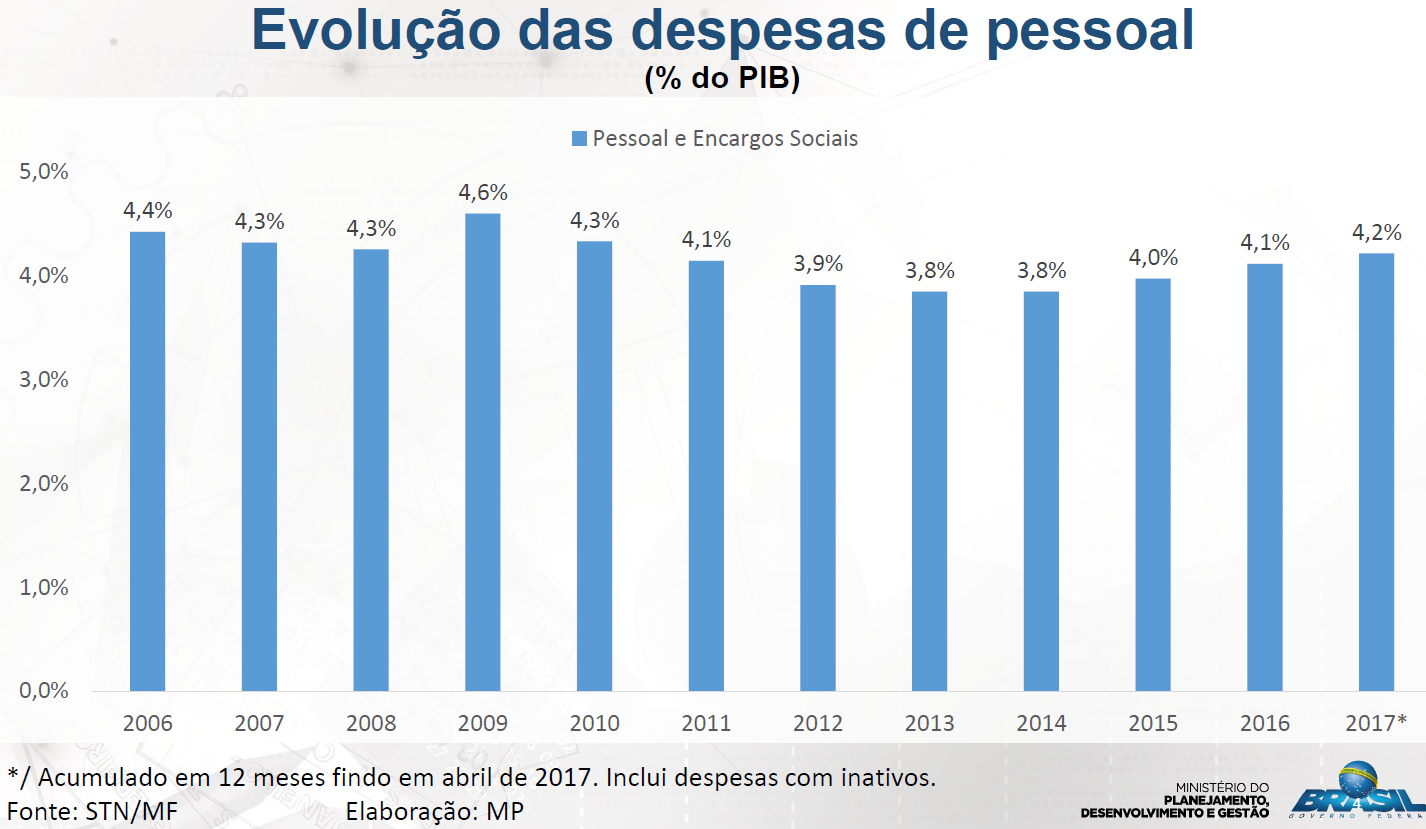 Evolução das despesas de pessoal
(% do PIB)
Pessoal e Encargos Sociais
5,0%
4,0%
3,0%
2,0%
1,0%
0,0%
4,4% 4,3% 4,3% 4,6% 4,3% 4,1% 3,9% 3,8% 3,8% 4,0% 4,1% 4,2%
2006 2007 2008 2009 2010 2011 2012 2013 2014 2015 2016 2017*
*/ Acumulado em 12 meses findo em abril de 2017. Inclui despesas com inativos.
Fonte: STN/MF Elaboração: MP
MINISTÉRIO DO
PLANEJAMENTO,
DESENVOLVIMENTO E GESTÃO
BRASIL
4
GOVERNO FEDERA